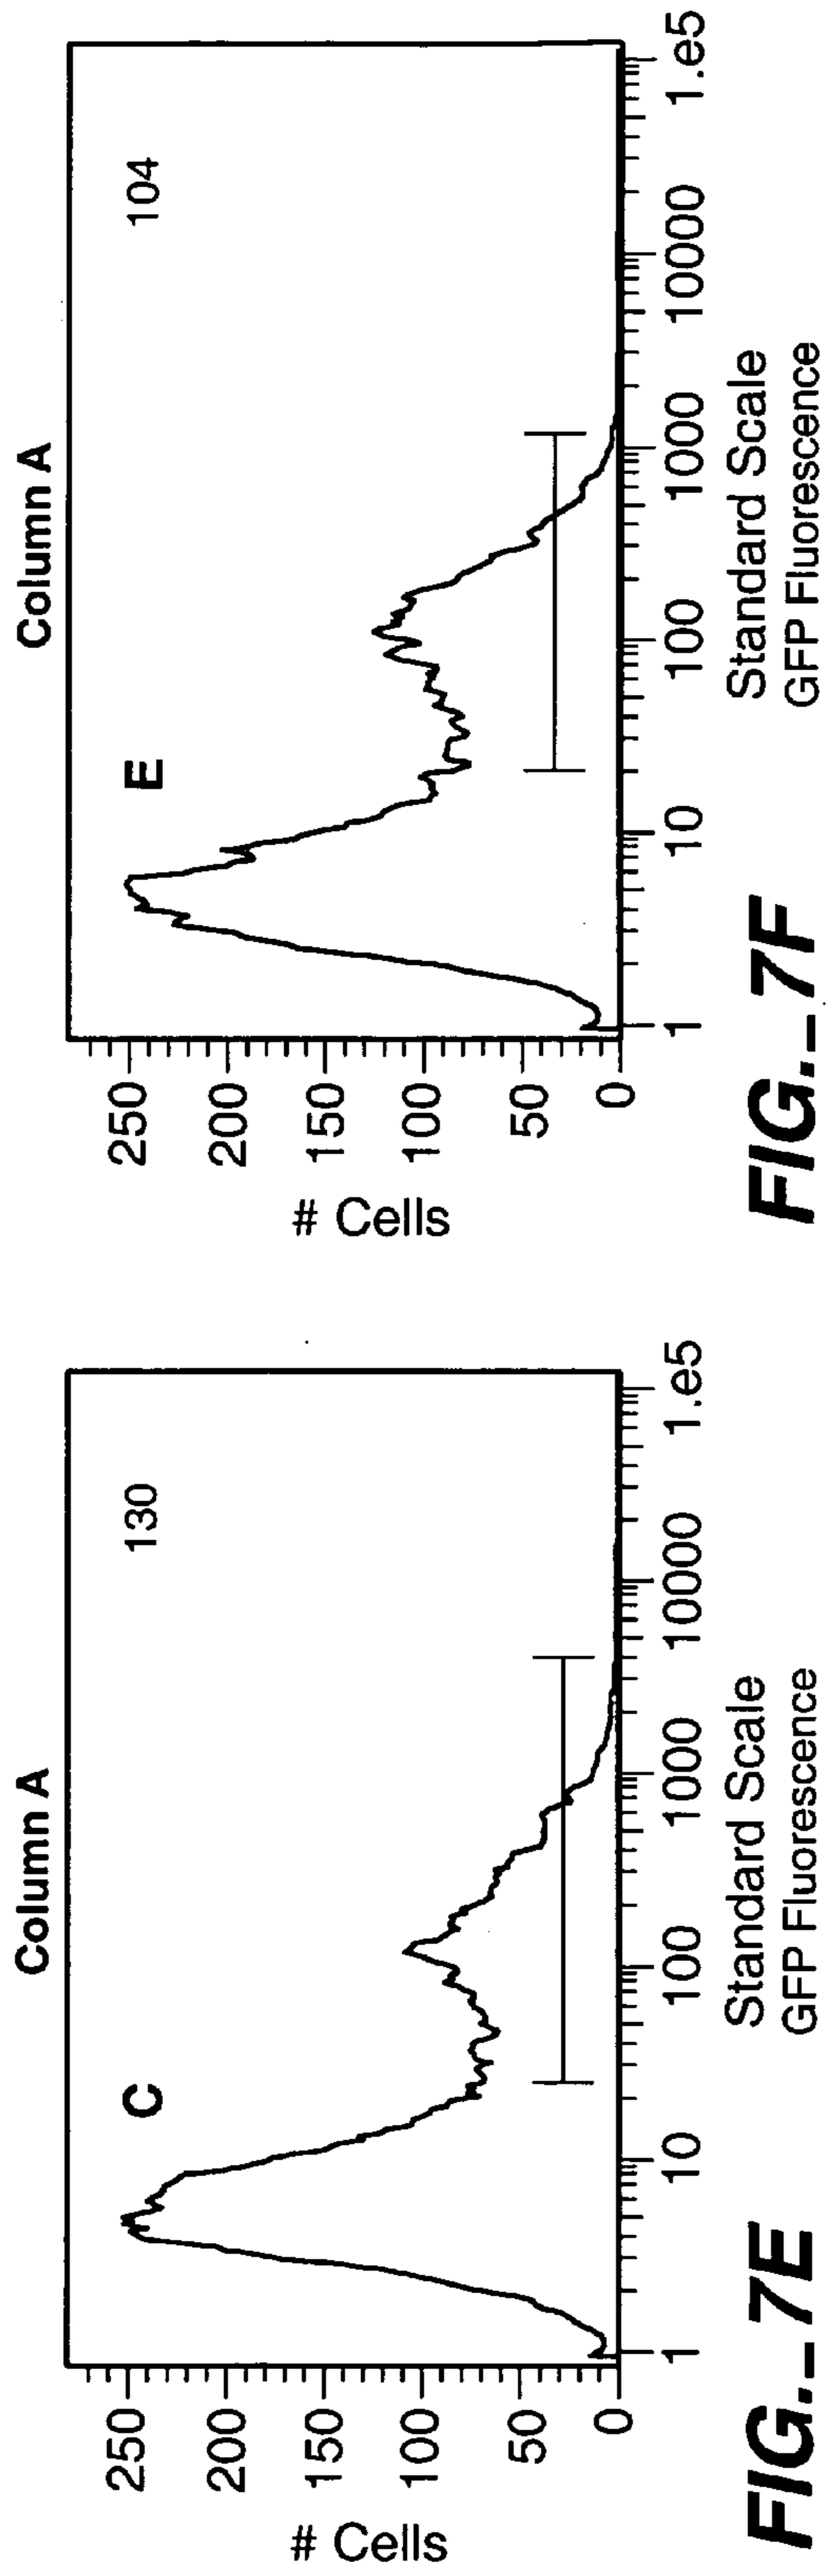 Column A
C
130
250
200
150
100
50
0
# Cells
1
10
100
1000
10000
1.e5
Standard Scale
GFP Fluorescence
FIG._7E
Column A
E
104
250
200
150
100
50
0
# Cells
1
10
100
1000
10000
1.e5
Standard Scale
GFP Fluorescence
FIG._7F